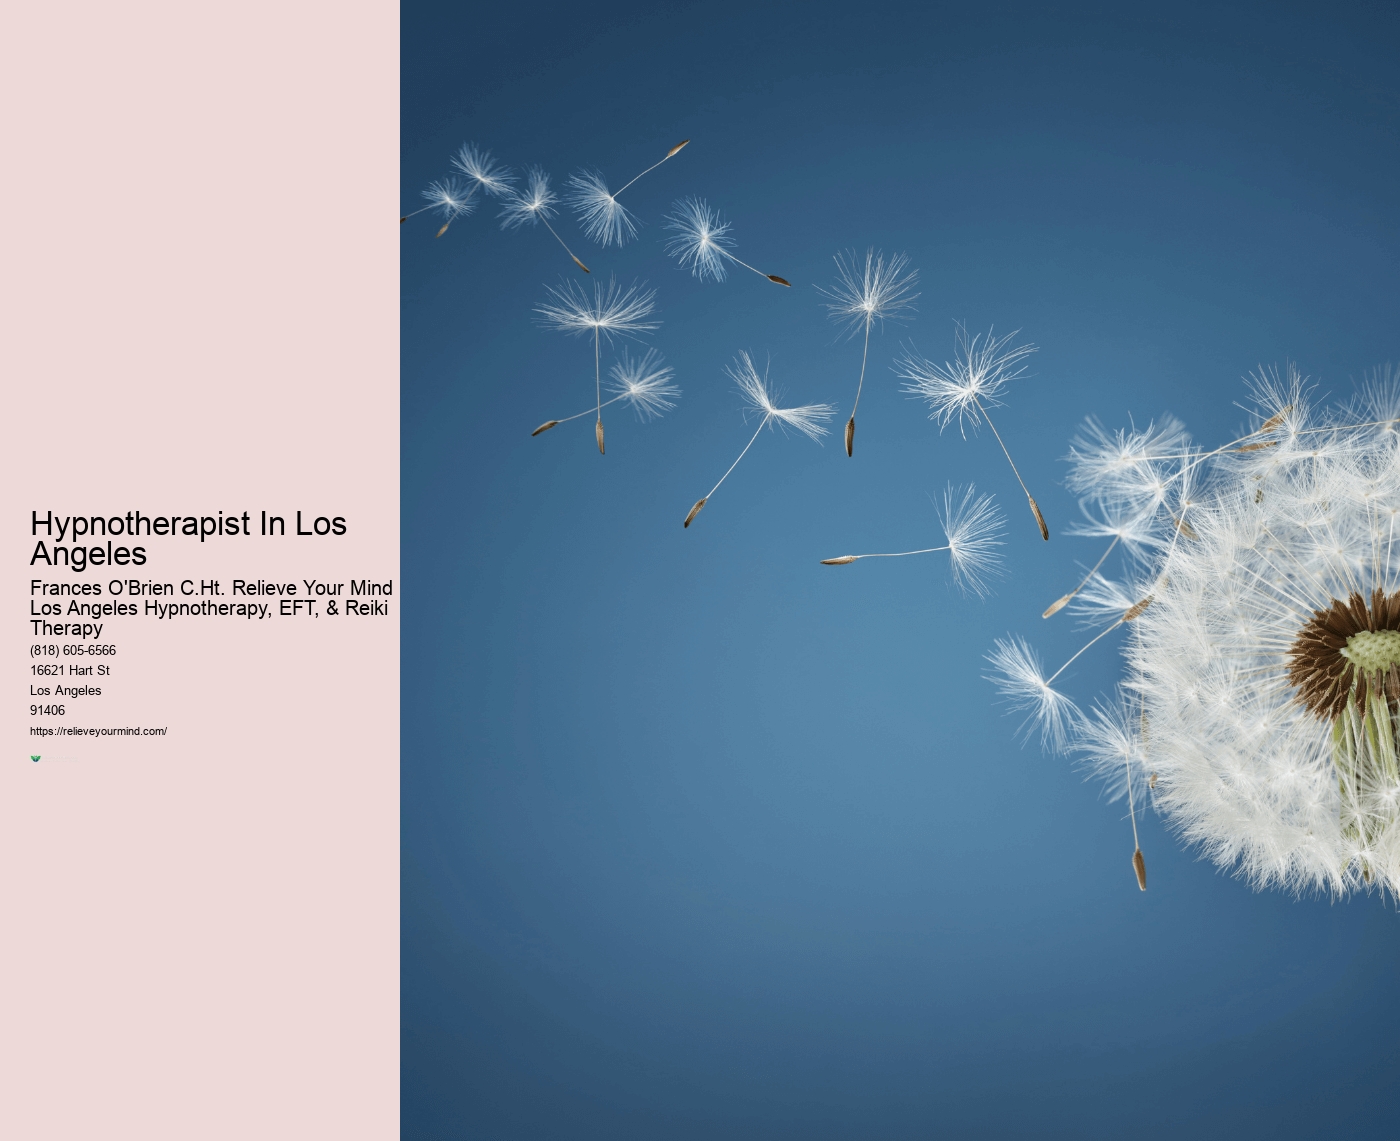 Hypnotherapist In Los
Angeles
Frances O'Brien C.Ht. Relieve Your Mind
Los Angeles Hypnotherapy, EFT, & Reiki
Therapy
(818) 605-6566
16621 Hart St
Los Angeles
91406
https://relieveyourmind.com/